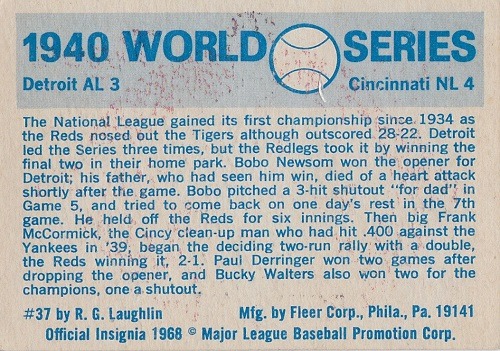 1940 WORLD SERIES
Detroit AL 3 Cincinnati NL 4
The National League gained its first championship since 1934 as
the Reds nosed out the Tigers although outscored 28-22. Detroit
led the Series three times, but the Redlegs took it by winning the
final two in their home park. Bobo Newsom won the opener for
Detroit; his father, who had seen him win, died of a heart attack
shortly after the game. Bobo pitched a 3-hit shutout "for dad" in
Game 5, and tried to come back on one day's rest in the 7th
game. He held off the Reds for six innings. Then big Frank
McCormick, the Cincy clean-up man who had hit .400 against the
Yankees in '39, began the deciding two-run rally with a double,
the Reds winning it, 2-1. Paul Derringer won two games after
dropping the opener, and Bucky Walters also won two for the
champions, one a shutout.
#37 by R. G. Laughlin Mfg. by Fleer Corp., Phila., Pa. 19141
Official Insignia 1968 © Major League Baseball Promotion Corp.